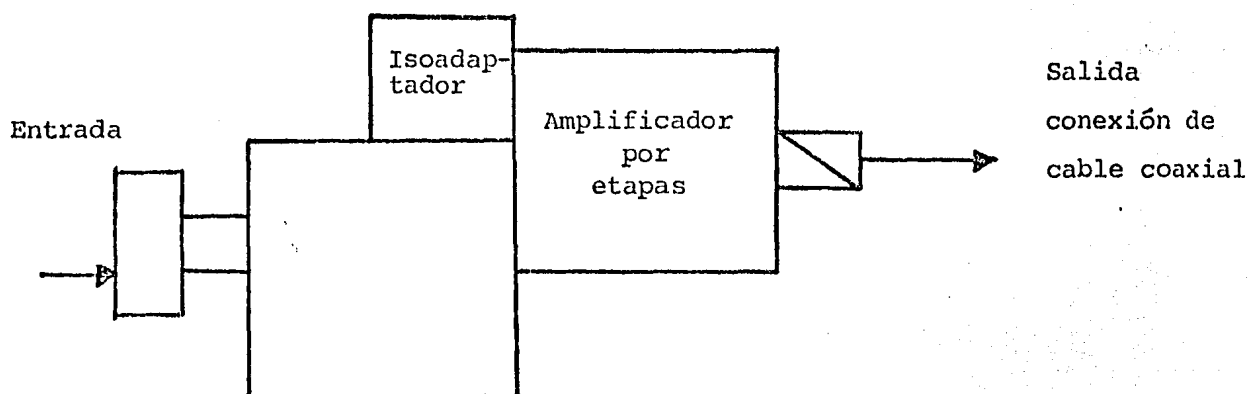 Entrada
Isoadap-
tador
Amplificador
por
etapas
Salida
conexión de
cable coaxial